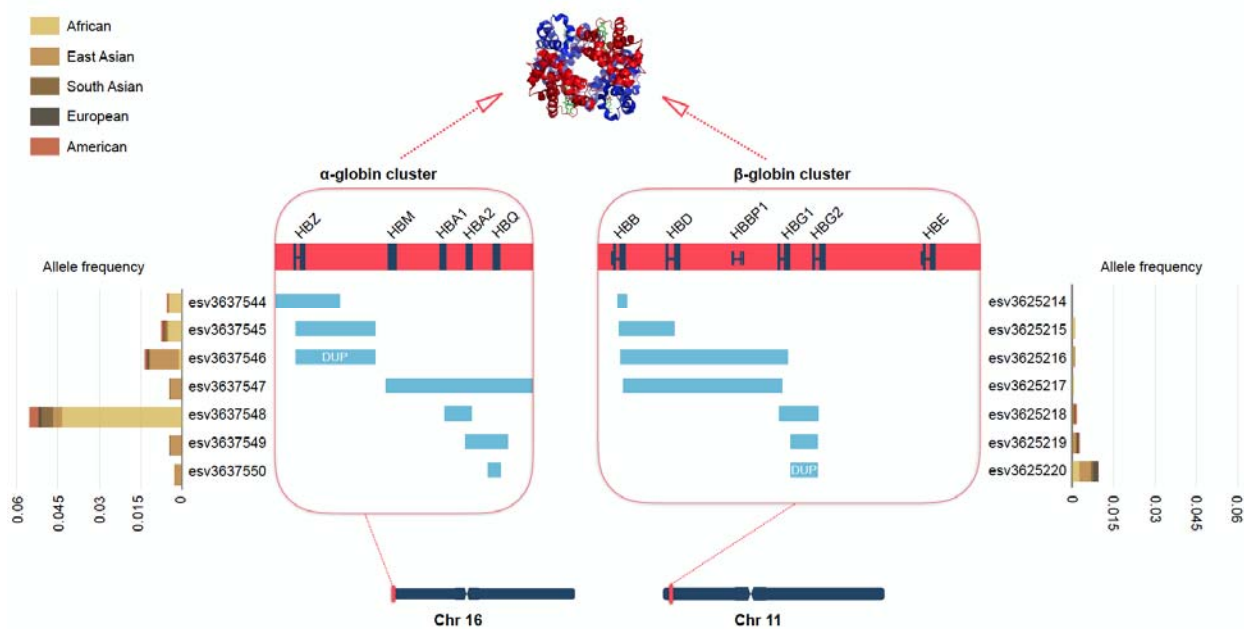 African
East Asian
South Asian
European
American
α-globin cluster
β-globin cluster
HBZ
HBM
HBA1
HBA2
HBQ
HBB
HBD
HBBP1
HBG1
HBG2
HBE
Allele frequency
esv3637544
esv3637545
esv3637546
esv3637547
esv3637548
esv3637549
esv3637550
0.06
0.045
0.03
0.015
0
DUP
Allele frequency
esv3625214
esv3625215
esv3625216
esv3625217
esv3625218
esv3625219
esv3625220
DUP
0
0.015
0.03
0.045
0.06
Chr 16
Chr 11